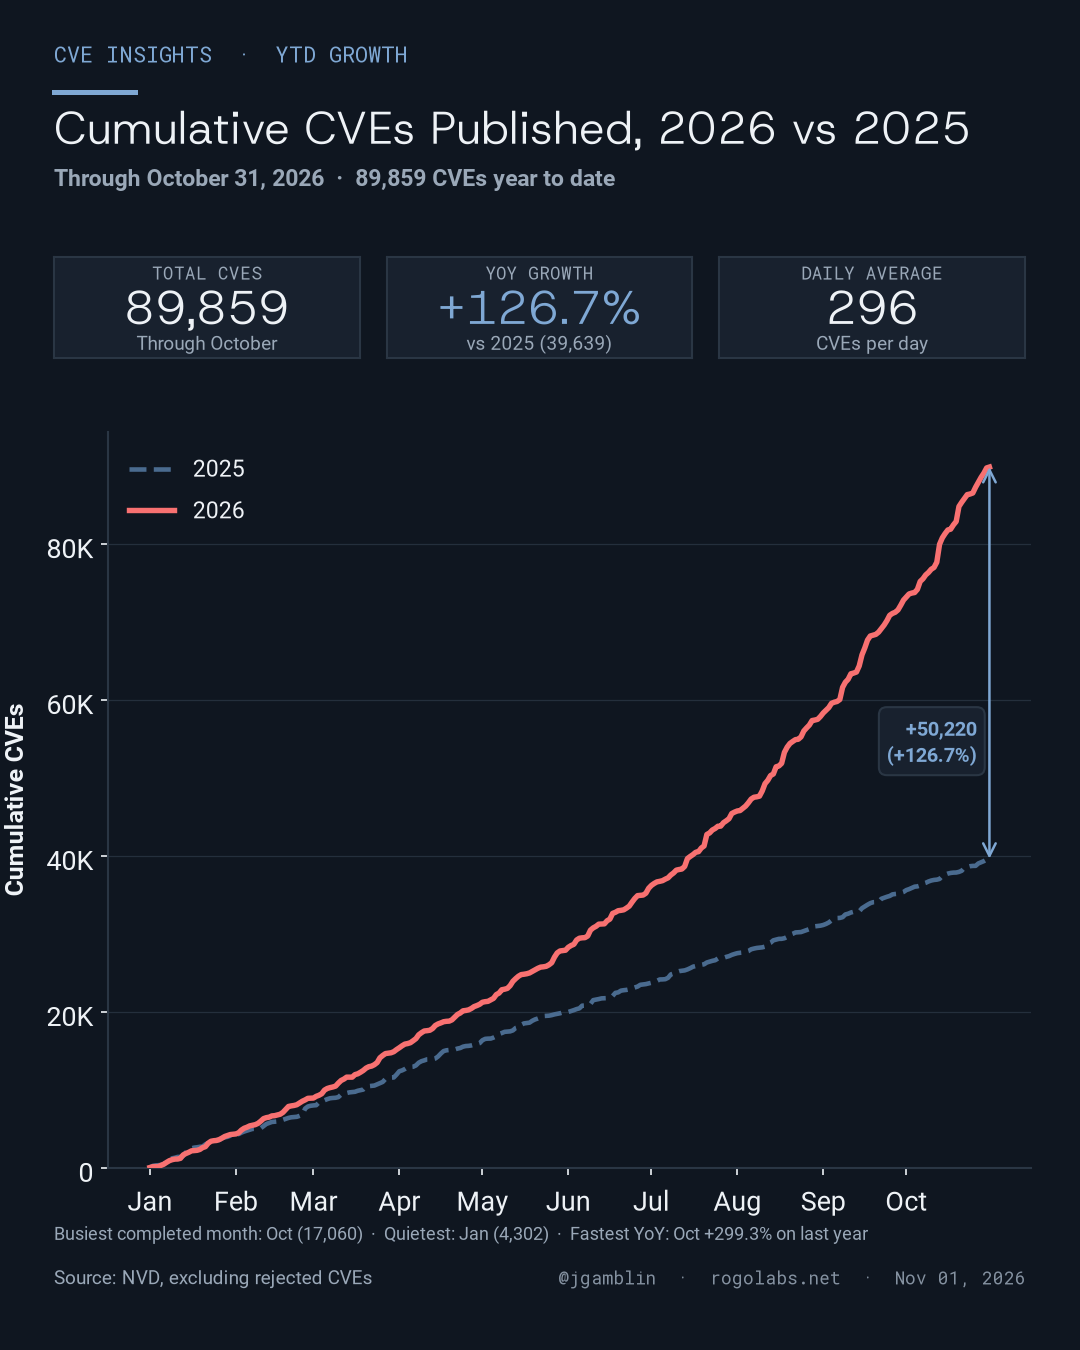 CVE INSIGHTS · YTD GROWTH
Cumulative CVEs Published, 2026 vs 2025
Through October 31, 2026 · 89,859 CVEs year to date
TOTAL CVES
89,859
Through October
YOY GROWTH
+126.7%
vs 2025 (39,639)
DAILY AVERAGE
296
CVEs per day
2025
2026
80K
60K
40K
20K
0
Cumulative CVEs
+50,220
(+126.7%)
Jan Feb Mar Apr May Jun Jul Aug Sep Oct
Busiest completed month: Oct (17,060) · Quietest: Jan (4,302) · Fastest YoY: Oct +299.3% on last year
Source: NVD, excluding rejected CVEs
@jgamblin · rogolabs.net · Nov 01, 2026